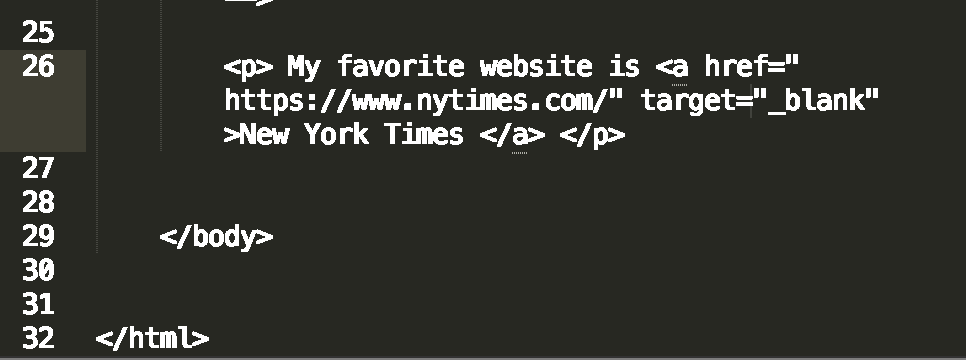 25
26 <p> My favorite website is <a href="
https://www.nytimes.com/" target="_blank"
>New York Times </a> </p>
27
28
29 </body>
30
31
32 </html>